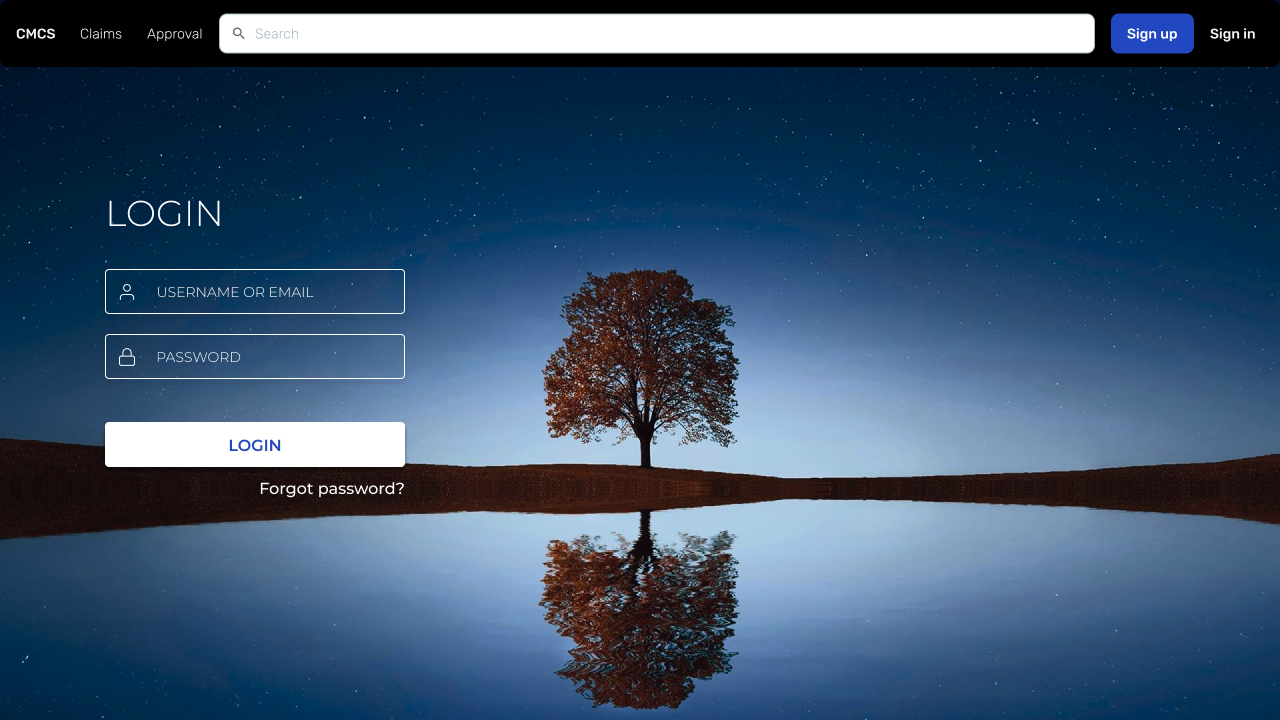 CMCS Claims Approval Search Sign up Sign in
LOGIN
USERNAME OR EMAIL
PASSWORD
LOGIN
Forgot password?